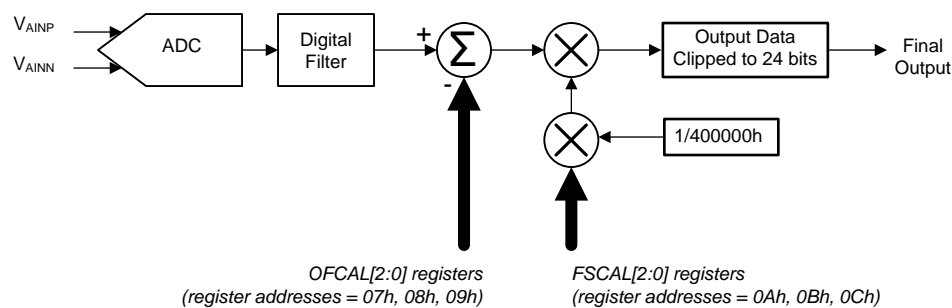 V_AINP
V_AINN
ADC
Digital
Filter
+
Σ
-
Output Data
Clipped to 24 bits
Final
Output
1/400000h
OFCAL[2:0] registers
(register addresses = 07h, 08h, 09h)
FSCAL[2:0] registers
(register addresses = 0Ah, 0Bh, 0Ch)